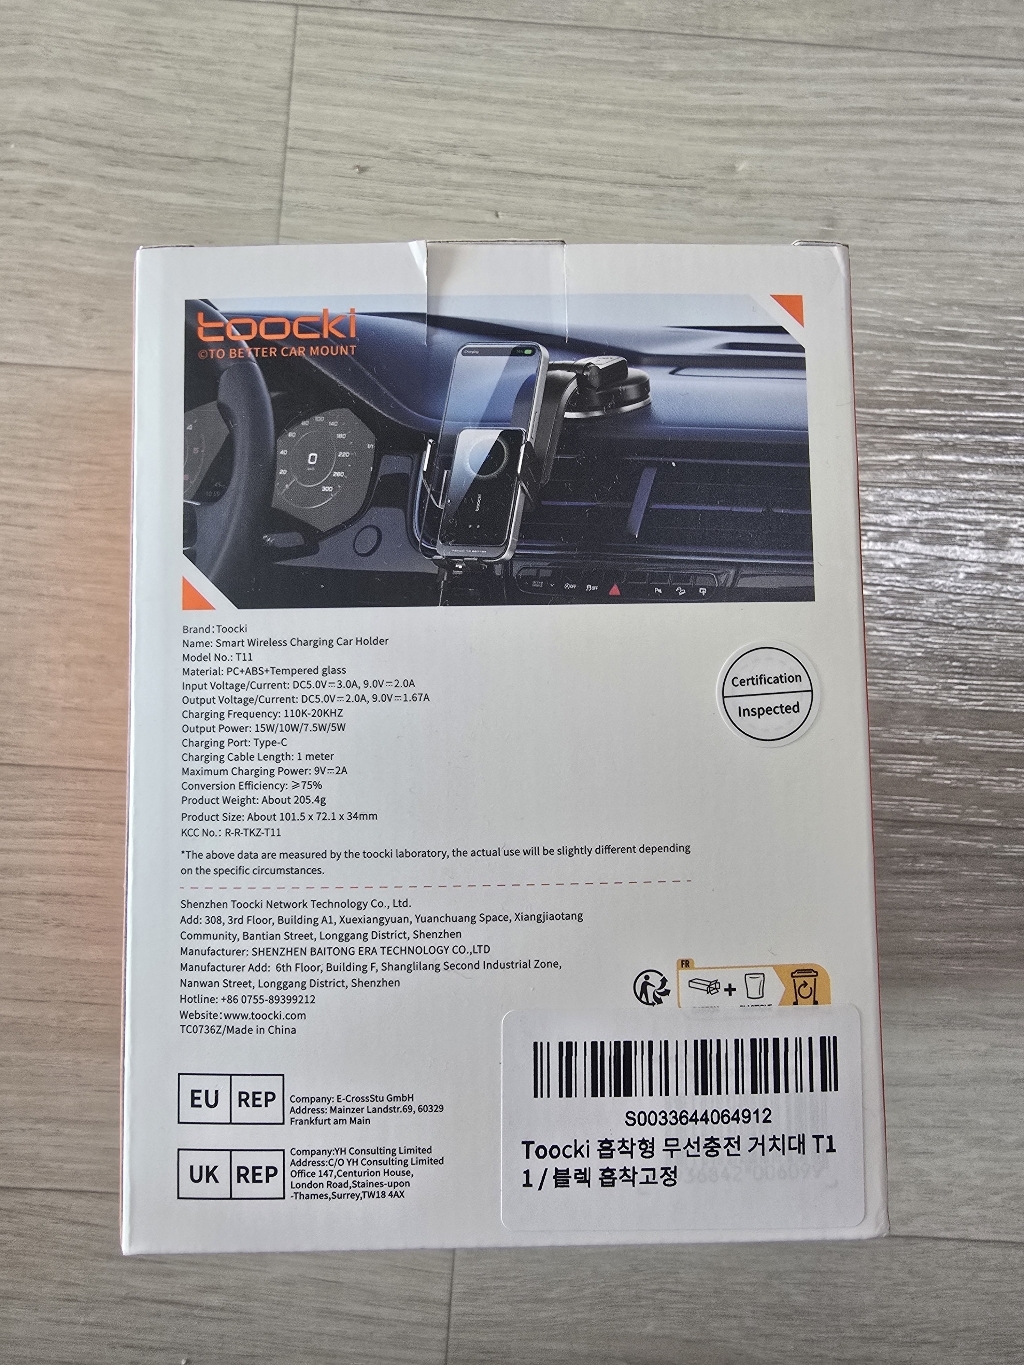 toocki
©TO BETTER CAR MOUNT
Brand:Toocki
Name: Smart Wireless Charging Car Holder
Model No.: T11
Material: PC+ABS+Tempered glass
Input Voltage/Current: DC5.0V⎓3.0A, 9.0V⎓2.0A
Output Voltage/Current: DC5.0V⎓2.0A, 9.0V⎓1.67A
Charging Frequency: 110K-20KHZ
Output Power: 15W/10W/7.5W/5W
Charging Port: Type-C
Charging Cable Length: 1 meter
Maximum Charging Power: 9V⎓2A
Conversion Efficiency: ≥75%
Product Weight: About 205.4g
Product Size: About 101.5 x 72.1 x 34mm
KCC No.: R-R-TKZ-T11
*The above data are measured by the toocki laboratory, the actual use will be slightly different depending
on the specific circumstances.
Certification
Inspected
Shenzhen Toocki Network Technology Co., Ltd.
Add: 308, 3rd Floor, Building A1, Xuexiangyuan, Yuanchuang Space, Xiangjiaotang
Community, Bantian Street, Longgang District, Shenzhen
Manufacturer: SHENZHEN BAITONG ERA TECHNOLOGY CO.,LTD
Manufacturer Add: 6th Floor, Building F, Shanglilang Second Industrial Zone,
Nanwan Street, Longgang District, Shenzhen
Hotline: +86 0755-89399212
Website:www.toocki.com
TC0736Z/Made in China
FR
EU REP
Company: E-CrossStu GmbH
Address: Mainzer Landstr.69, 60329
Frankfurt am Main
UK REP
Company:YH Consulting Limited
Address:C/O YH Consulting Limited
Office 147,Centurion House,
London Road,Staines-upon
-Thames,Surrey,TW18 4AX
S0033644064912
Toocki 흡착형 무선충전 거치대 T1
1 / 블랙 흡착고정